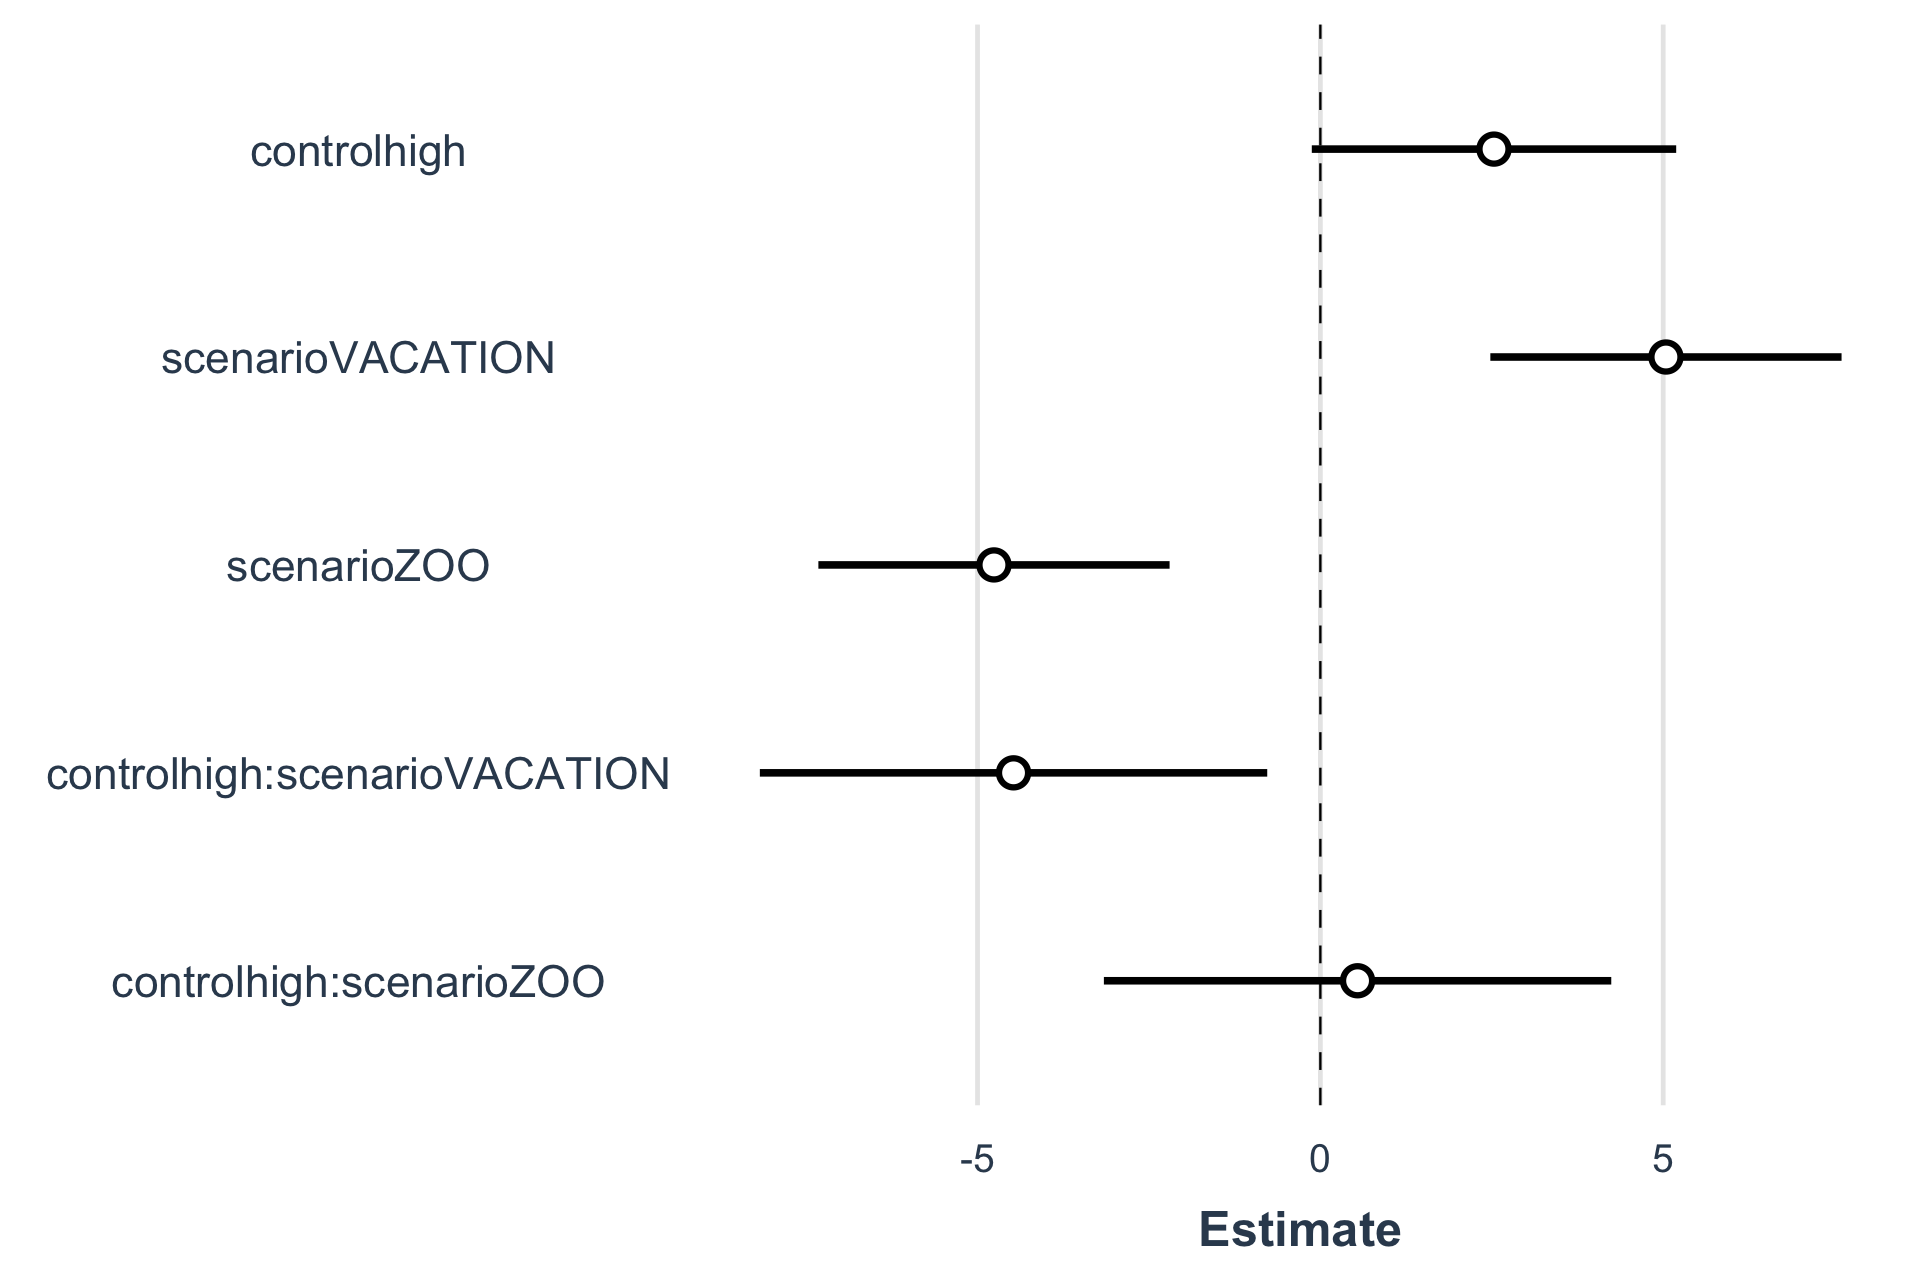 controlhigh
scenarioVACATION
scenarioZOO
controlhigh:scenarioVACATION
controlhigh:scenarioZOO
-5 0 5
Estimate